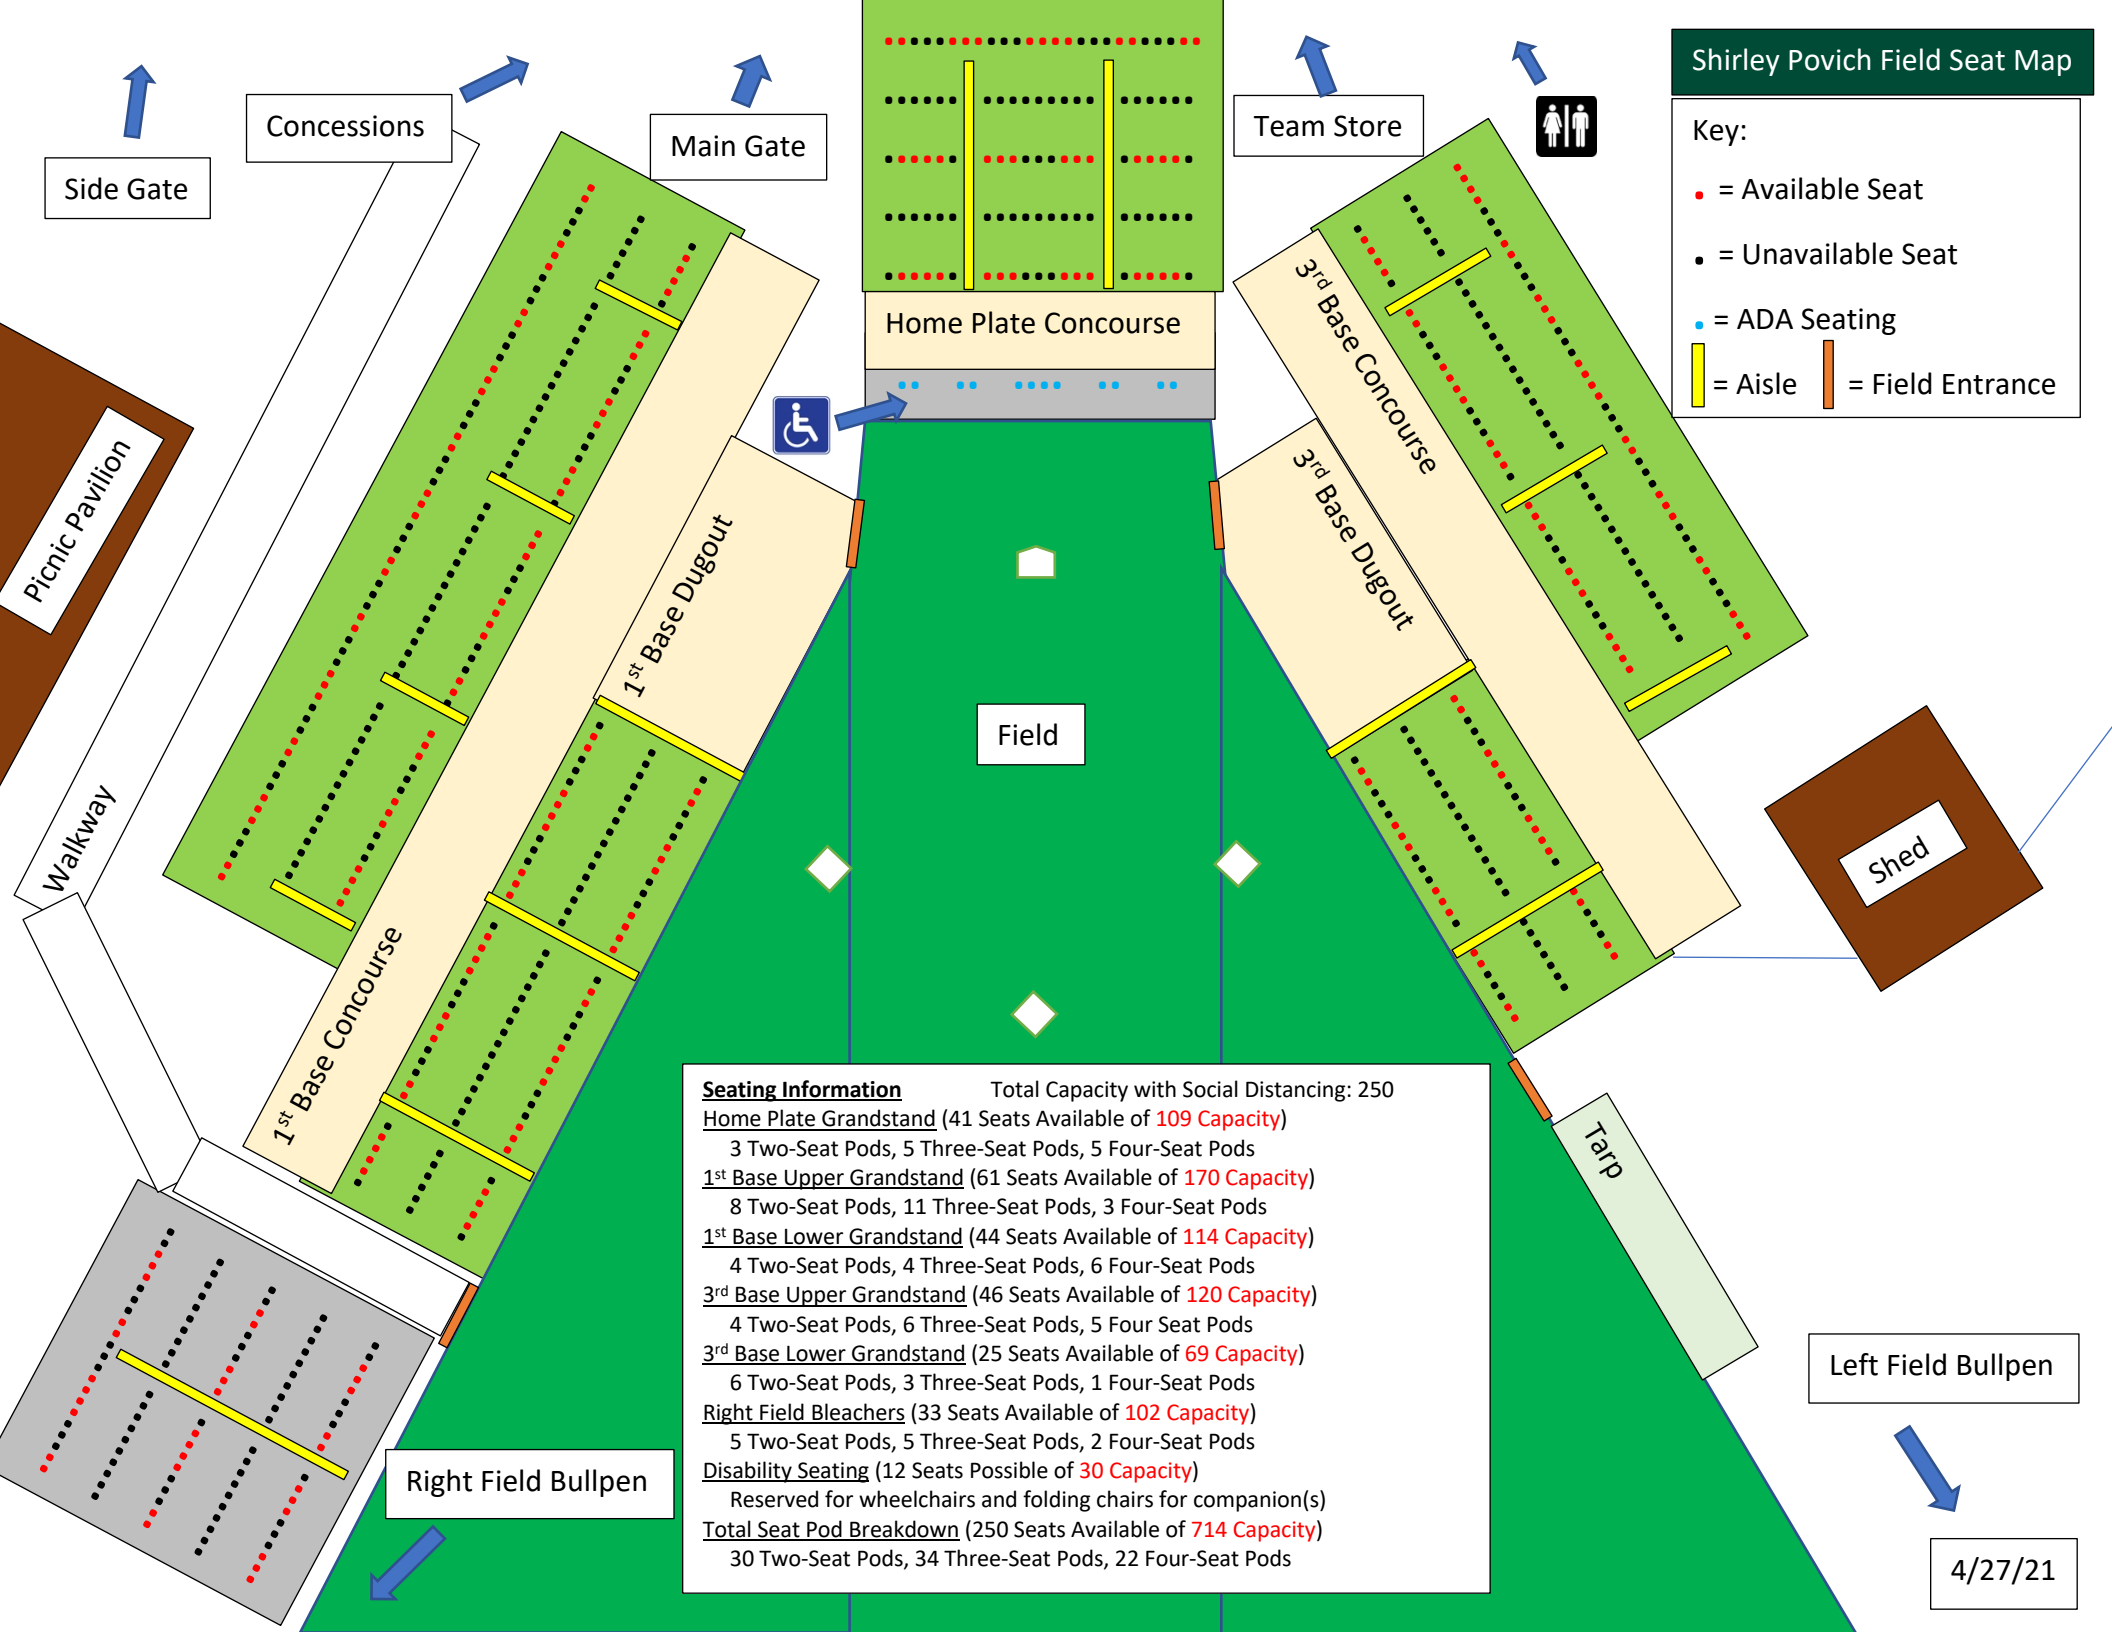 Shirley Povich Field Seat Map
Key:
= Available Seat
= Unavailable Seat
= ADA Seating
= Aisle
= Field Entrance
Side Gate
Concessions
Main Gate
Team Store
Home Plate Concourse
3rd Base Concourse
3rd Base Dugout
1st Base Dugout
1st Base Concourse
Picnic Pavilion
Walkway
Field
Shed
Tarp
Left Field Bullpen
Right Field Bullpen
4/27/21
Seating Information Total Capacity with Social Distancing: 250
Home Plate Grandstand (41 Seats Available of 109 Capacity)
3 Two-Seat Pods, 5 Three-Seat Pods, 5 Four-Seat Pods
1st Base Upper Grandstand (61 Seats Available of 170 Capacity)
8 Two-Seat Pods, 11 Three-Seat Pods, 3 Four-Seat Pods
1st Base Lower Grandstand (44 Seats Available of 114 Capacity)
4 Two-Seat Pods, 4 Three-Seat Pods, 6 Four-Seat Pods
3rd Base Upper Grandstand (46 Seats Available of 120 Capacity)
4 Two-Seat Pods, 6 Three-Seat Pods, 5 Four Seat Pods
3rd Base Lower Grandstand (25 Seats Available of 69 Capacity)
6 Two-Seat Pods, 3 Three-Seat Pods, 1 Four-Seat Pods
Right Field Bleachers (33 Seats Available of 102 Capacity)
5 Two-Seat Pods, 5 Three-Seat Pods, 2 Four-Seat Pods
Disability Seating (12 Seats Possible of 30 Capacity)
Reserved for wheelchairs and folding chairs for companion(s)
Total Seat Pod Breakdown (250 Seats Available of 714 Capacity)
30 Two-Seat Pods, 34 Three-Seat Pods, 22 Four-Seat Pods